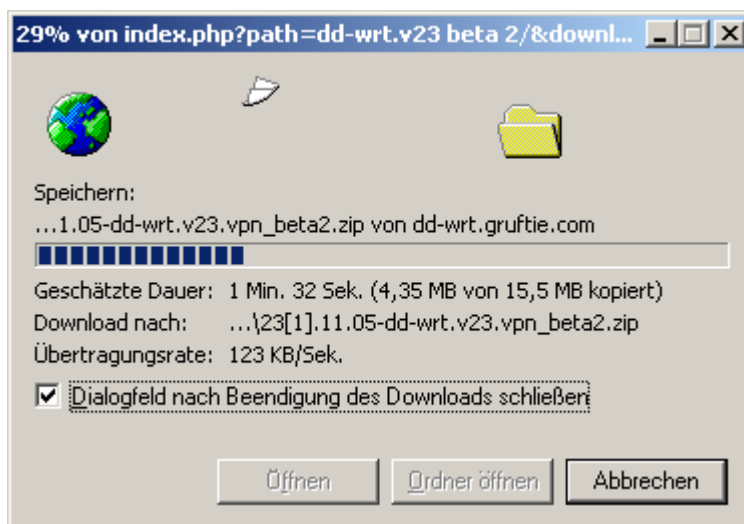 29% von index.php?path=dd-wrt.v23 beta 2/&downl...
Speichern:
...1.05-dd-wrt.v23.vpn_beta2.zip von dd-wrt.gruftie.com
Geschätzte Dauer: 1 Min. 32 Sek. (4,35 MB von 15,5 MB kopiert)
Download nach: ...\23[1].11.05-dd-wrt.v23.vpn_beta2.zip
Übertragungsrate: 123 KB/Sek.
Dialogfeld nach Beendigung des Downloads schließen
Öffnen Ordner öffnen Abbrechen